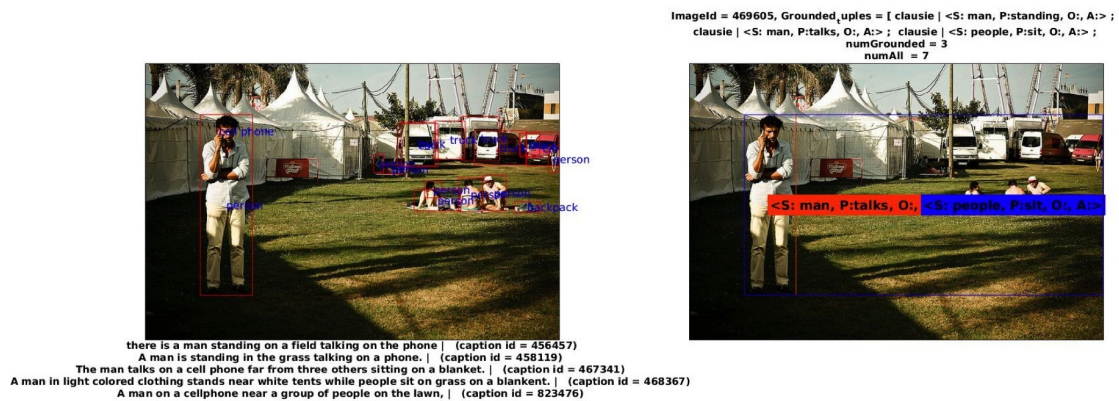 ImageId = 469605, Grounded_tuples = [ clausie | <S: man, P:standing, O:, A:> ;
clausie | <S: man, P:talks, O:, A:> ;  clausie | <S: people, P:sit, O:, A:> ;
numGrounded = 3
numAll  = 7
cell phone
truck
person
person
person
person
person
backpack
<S: man, P:talks, O:,
<S: people, P:sit, O:, A:>
there is a man standing on a field talking on the phone |   (caption id = 456457)
A man is standing in the grass talking on a phone. |   (caption id = 458119)
The man talks on a cell phone far from three others sitting on a blanket. |   (caption id = 467341)
A man in light colored clothing stands near white tents while people sit on grass on a blankent. |   (caption id = 468367)
A man on a cellphone near a group of people on the lawn, |   (caption id = 823476)